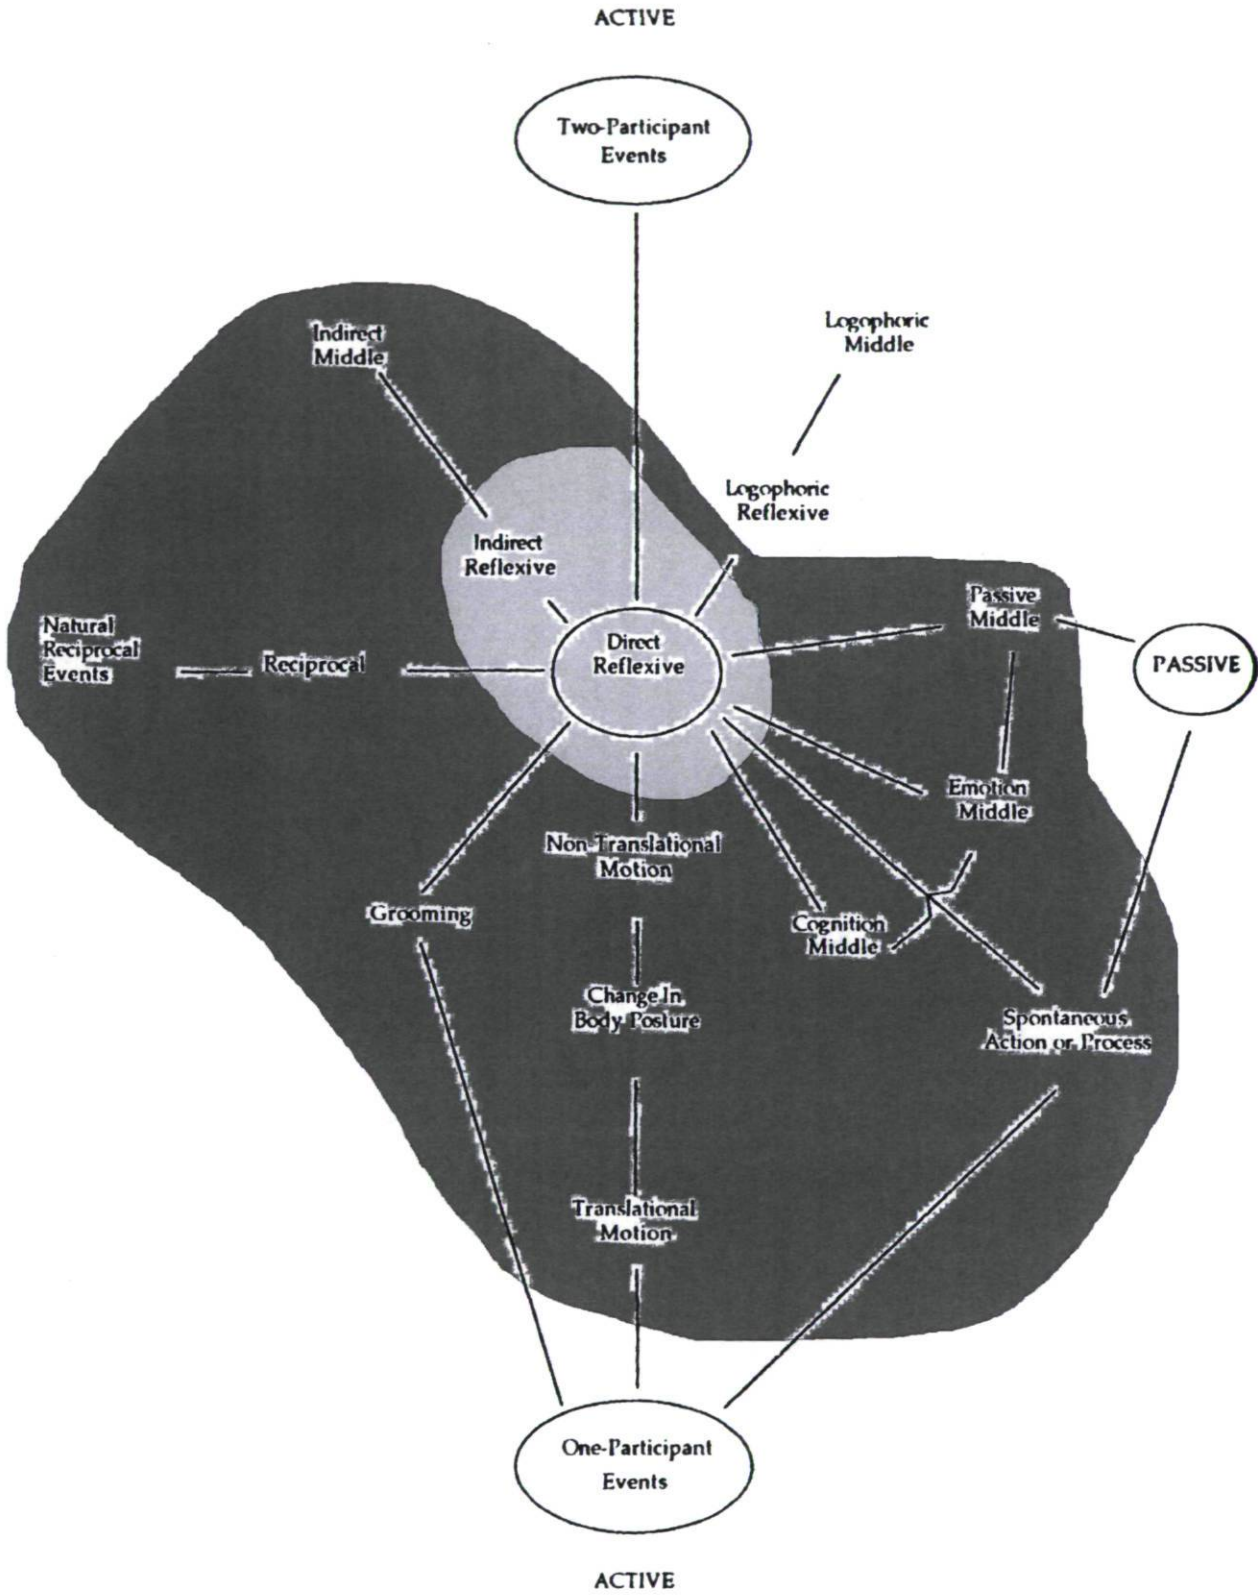 ACTIVE
Two-Participant
Events
Indirect
Middle
Logophoric
Middle
Logophoric
Reflexive
Indirect
Reflexive
Passive
Middle
Natural
Reciprocal
Events
Reciprocal
Direct
Reflexive
PASSIVE
Emotion
Middle
Non-Translational
Motion
Grooming
Cognition
Middle
Change In
Body Posture
Spontaneous
Action or Process
Translational
Motion
One-Participant
Events
ACTIVE